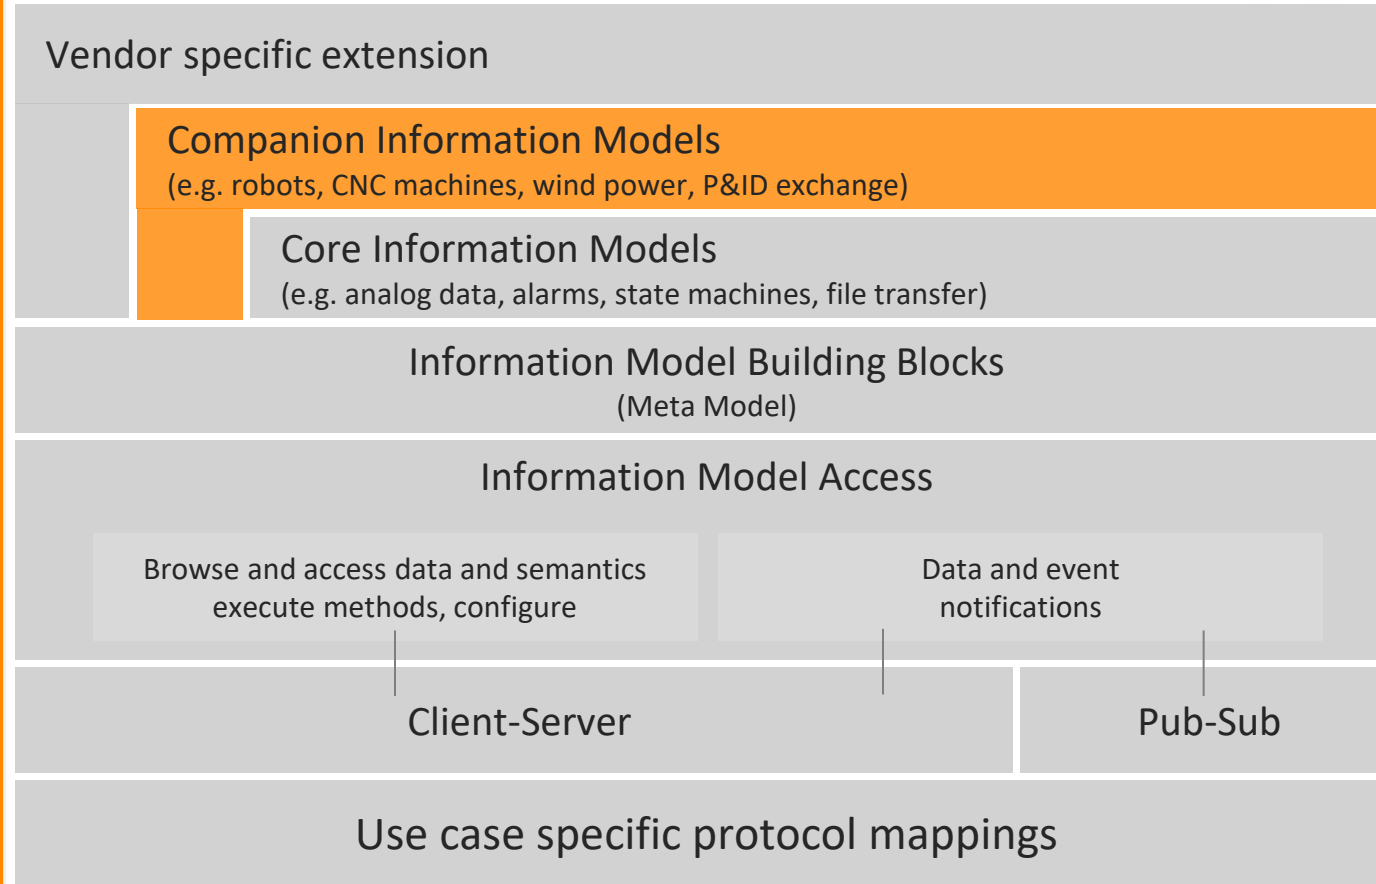 Vendor specific extension
Companion Information Models
(e.g. robots, CNC machines, wind power, P&ID exchange)
Core Information Models
(e.g. analog data, alarms, state machines, file transfer)
Information Model Building Blocks
(Meta Model)
Information Model Access
Browse and access data and semantics
execute methods, configure
Data and event
notifications
Client-Server
Pub-Sub
Use case specific protocol mappings